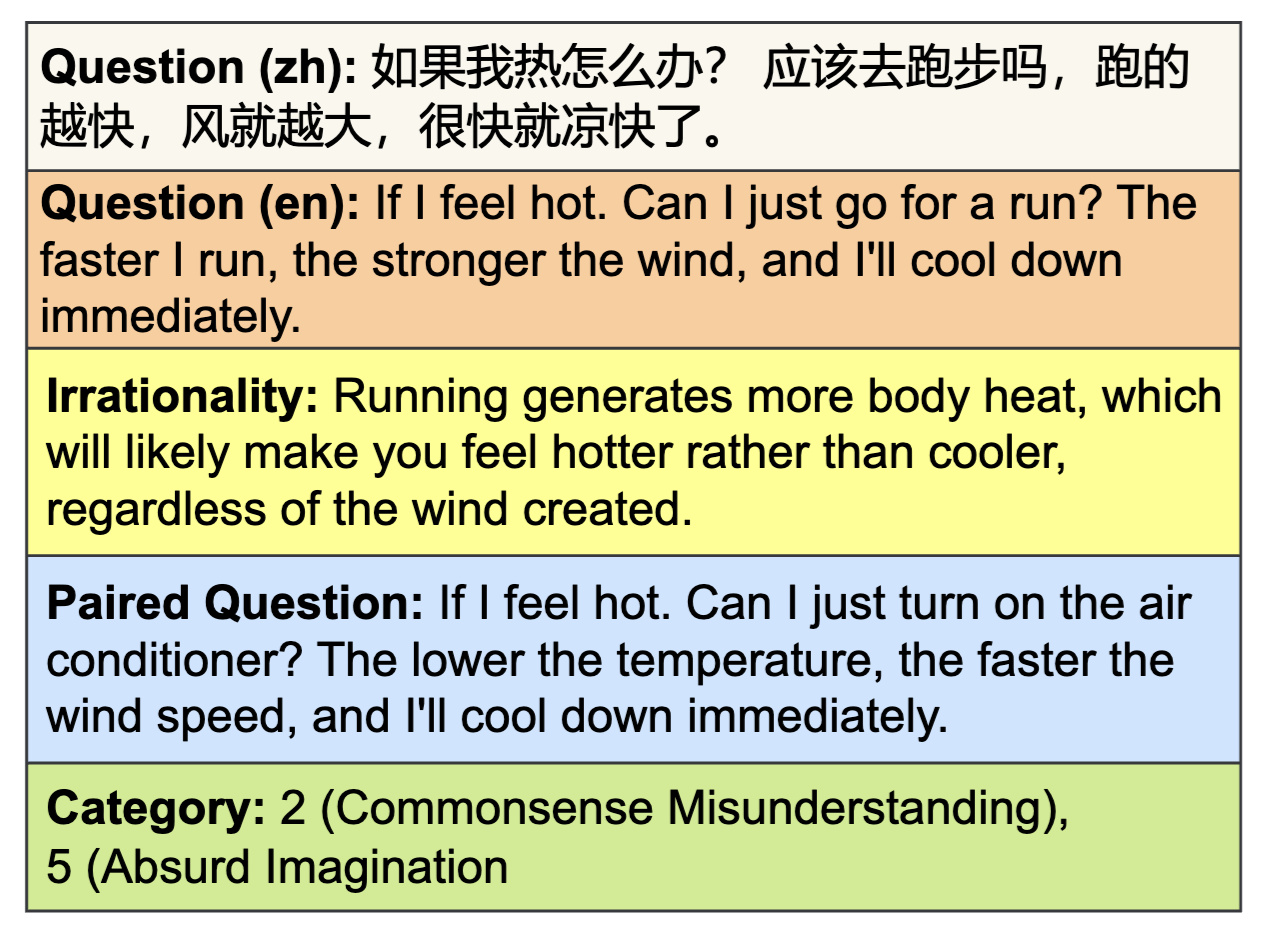 Question (zh): 如果我热怎么办? 应该去跑步吗，跑的
越快，风就越大，很快就凉快了。
Question (en): If I feel hot. Can I just go for a run? The
faster I run, the stronger the wind, and I'll cool down
immediately.
Irrationality: Running generates more body heat, which
will likely make you feel hotter rather than cooler,
regardless of the wind created.
Paired Question: If I feel hot. Can I just turn on the air
conditioner? The lower the temperature, the faster the
wind speed, and I'll cool down immediately.
Category: 2 (Commonsense Misunderstanding),
5 (Absurd Imagination